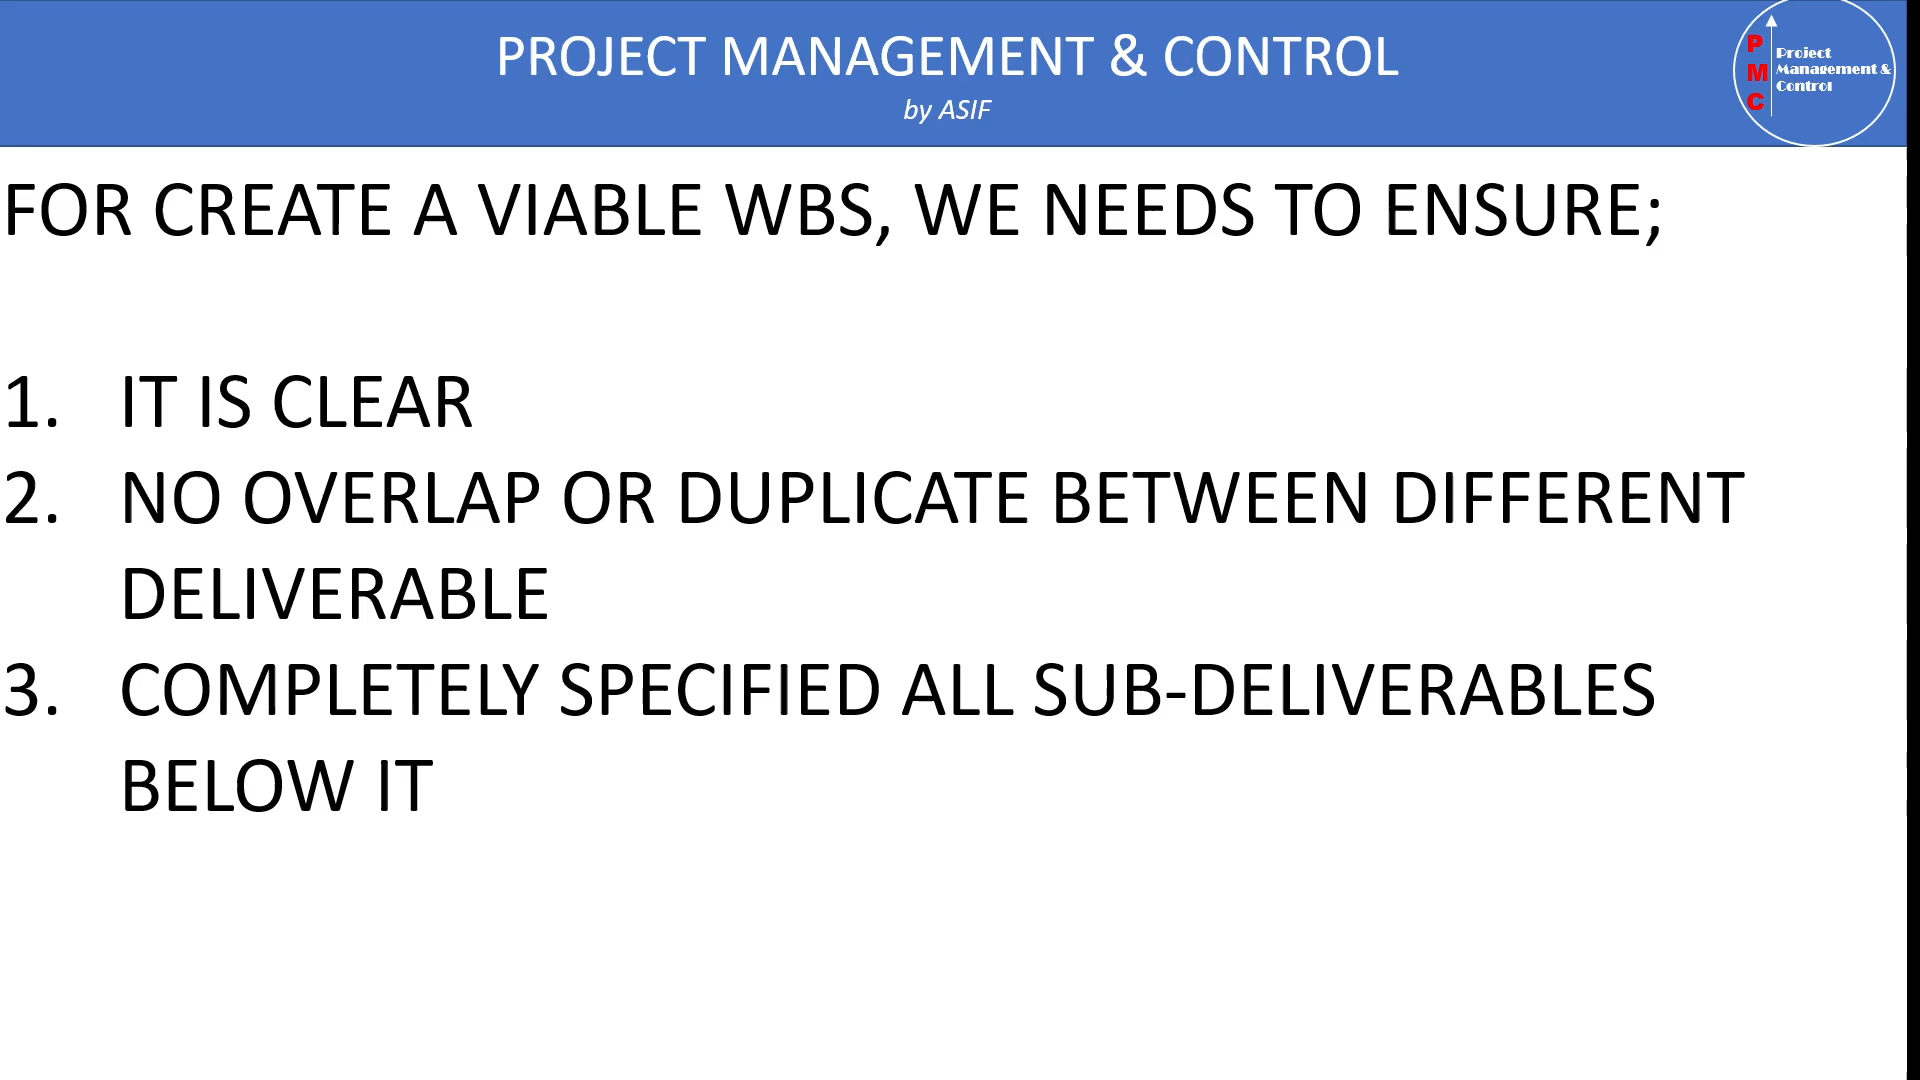 PROJECT MANAGEMENT & CONTROL
by ASIF
P
M
C
Project
Management &
Control
FOR CREATE A VIABLE WBS, WE NEEDS TO ENSURE;
1. IT IS CLEAR
2. NO OVERLAP OR DUPLICATE BETWEEN DIFFERENT
DELIVERABLE
3. COMPLETELY SPECIFIED ALL SUB-DELIVERABLES
BELOW IT